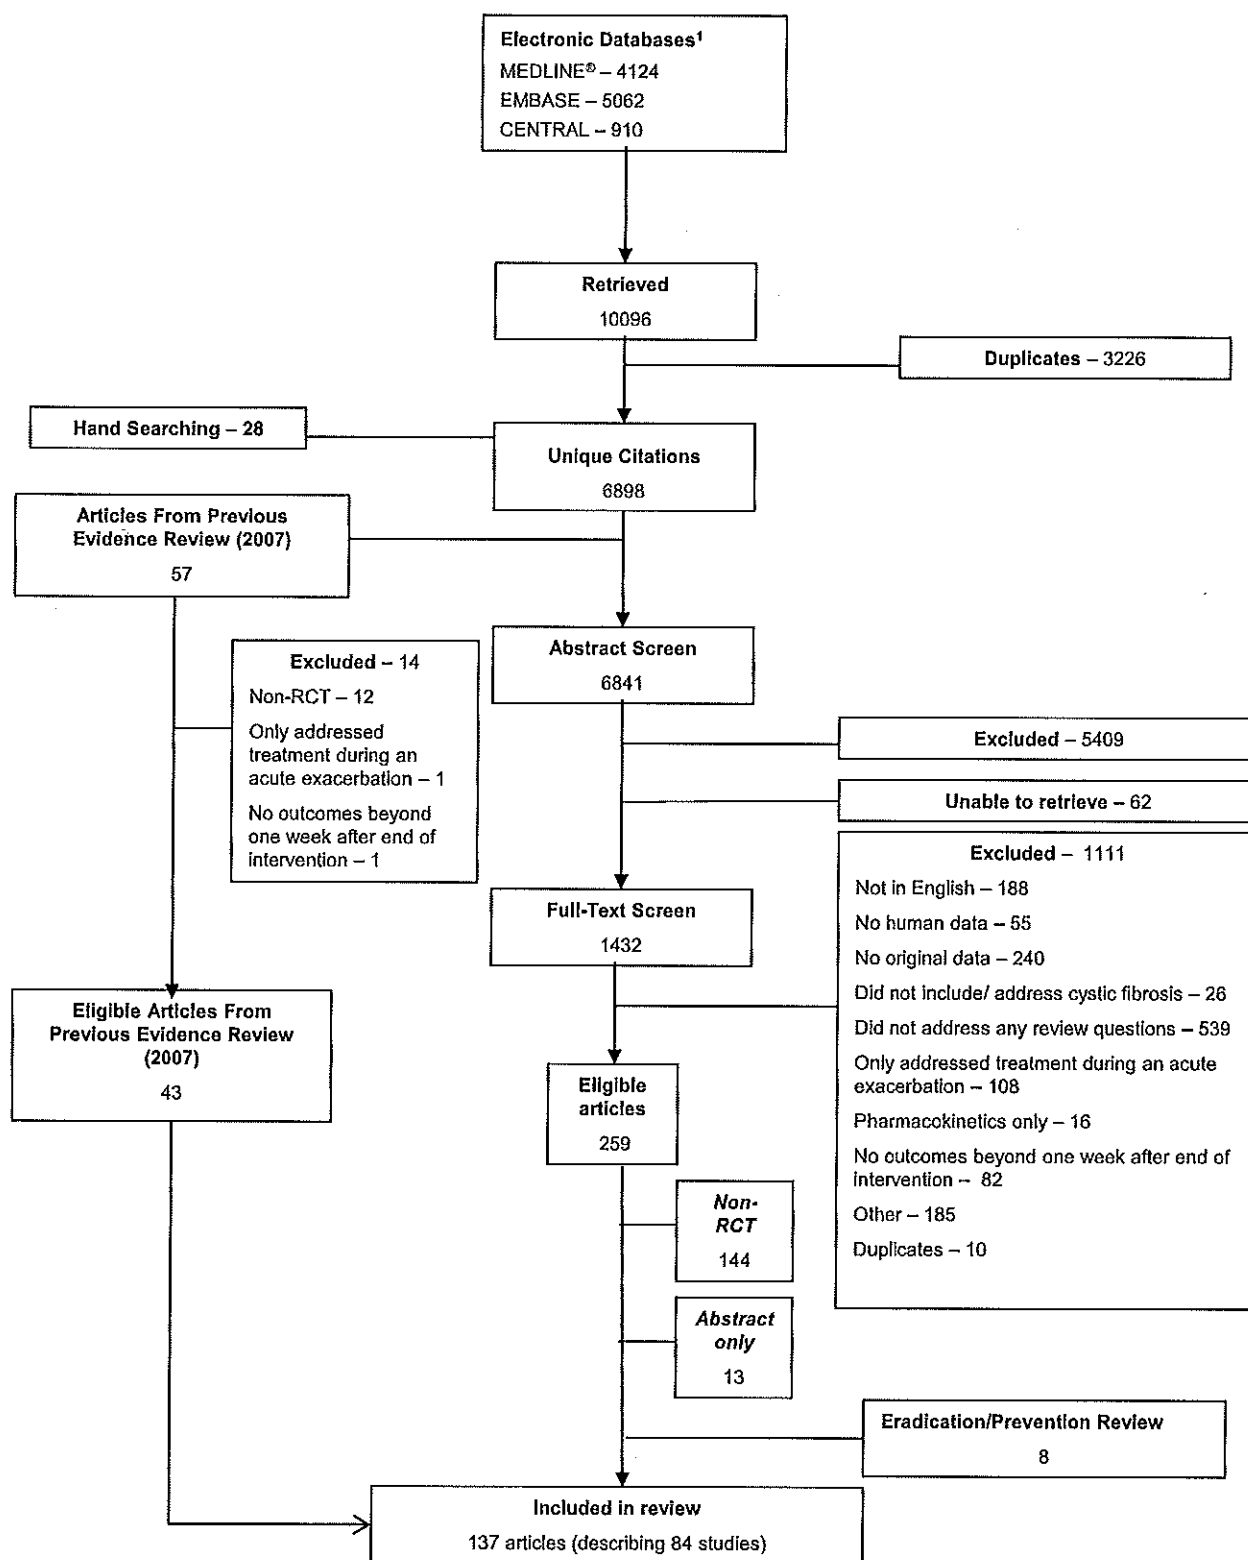 Electronic Databases¹
MEDLINE® – 4124
EMBASE – 5062
CENTRAL – 910
Retrieved
10096
Duplicates – 3226
Hand Searching – 28
Unique Citations
6898
Articles From Previous
Evidence Review (2007)
57
Abstract Screen
6841
Excluded – 14
Non-RCT – 12
Only addressed
treatment during an
acute exacerbation – 1
No outcomes beyond
one week after end of
intervention – 1
Excluded – 5409
Unable to retrieve – 62
Full-Text Screen
1432
Excluded – 1111
Not in English – 188
No human data – 55
No original data – 240
Did not include/ address cystic fibrosis – 26
Did not address any review questions – 539
Only addressed treatment during an acute
exacerbation – 108
Pharmacokinetics only – 16
No outcomes beyond one week after end of
intervention – 82
Other – 185
Duplicates – 10
Eligible Articles From
Previous Evidence Review
(2007)
43
Eligible
articles
259
Non-
RCT
144
Abstract
only
13
Eradication/Prevention Review
8
Included in review
137 articles (describing 84 studies)